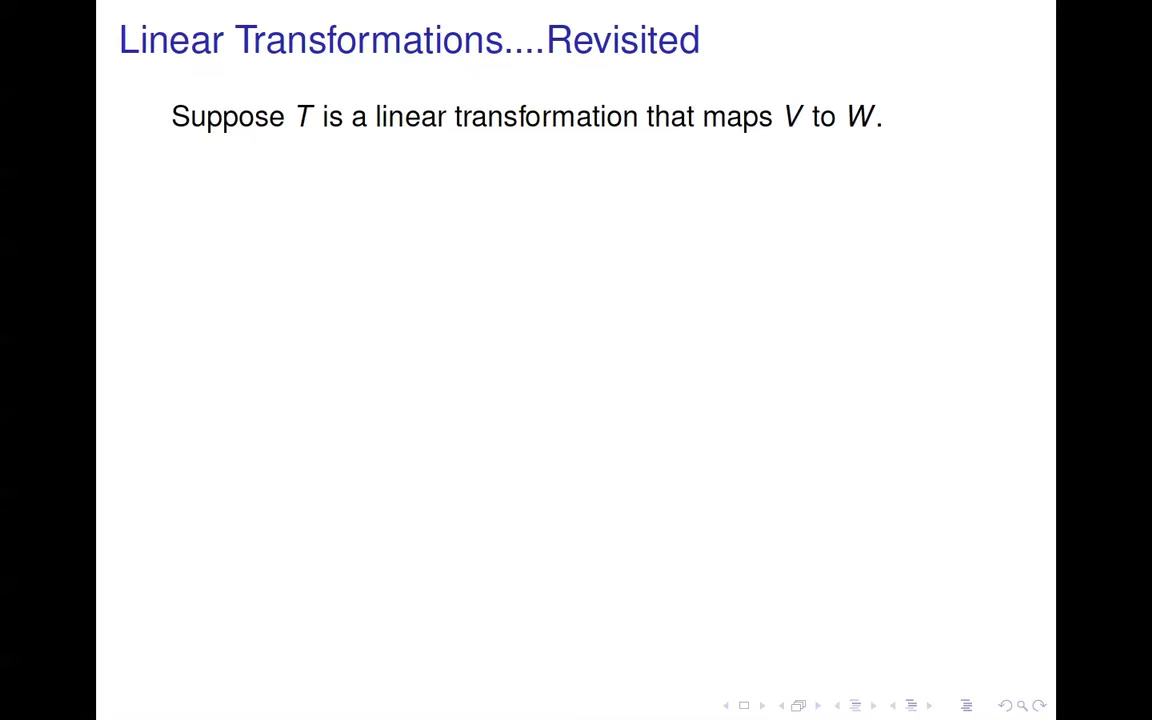 Linear Transformations....Revisited
Suppose T is a linear transformation that maps V to W.